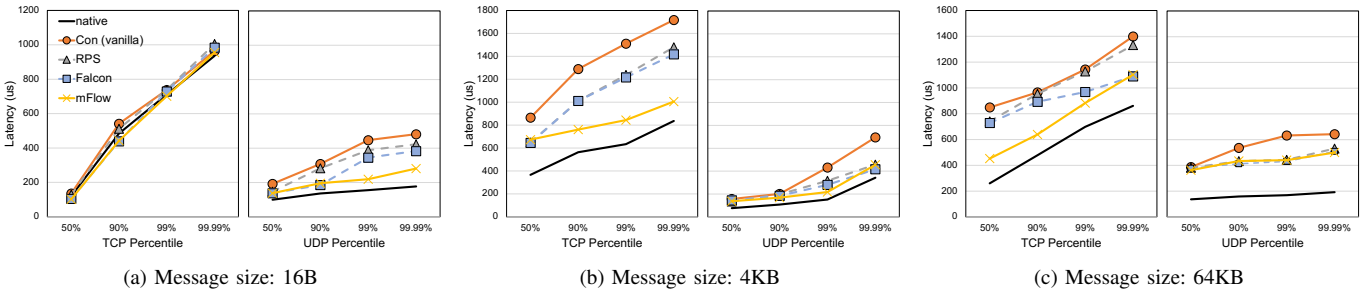 native
Con (vanilla)
RPS
Falcon
mFlow
Latency (us)
1200
1000
800
600
400
200
0
50% 90% 99% 99.99%
TCP Percentile
50% 90% 99% 99.99%
UDP Percentile
(a) Message size: 16B
Latency (us)
1800
1600
1400
1200
1000
800
600
400
200
0
50% 90% 99% 99.99%
TCP Percentile
50% 90% 99% 99.99%
UDP Percentile
(b) Message size: 4KB
Latency (us)
1600
1400
1200
1000
800
600
400
200
0
50% 90% 99% 99.99%
TCP Percentile
50% 90% 99% 99.99%
UDP Percentile
(c) Message size: 64KB